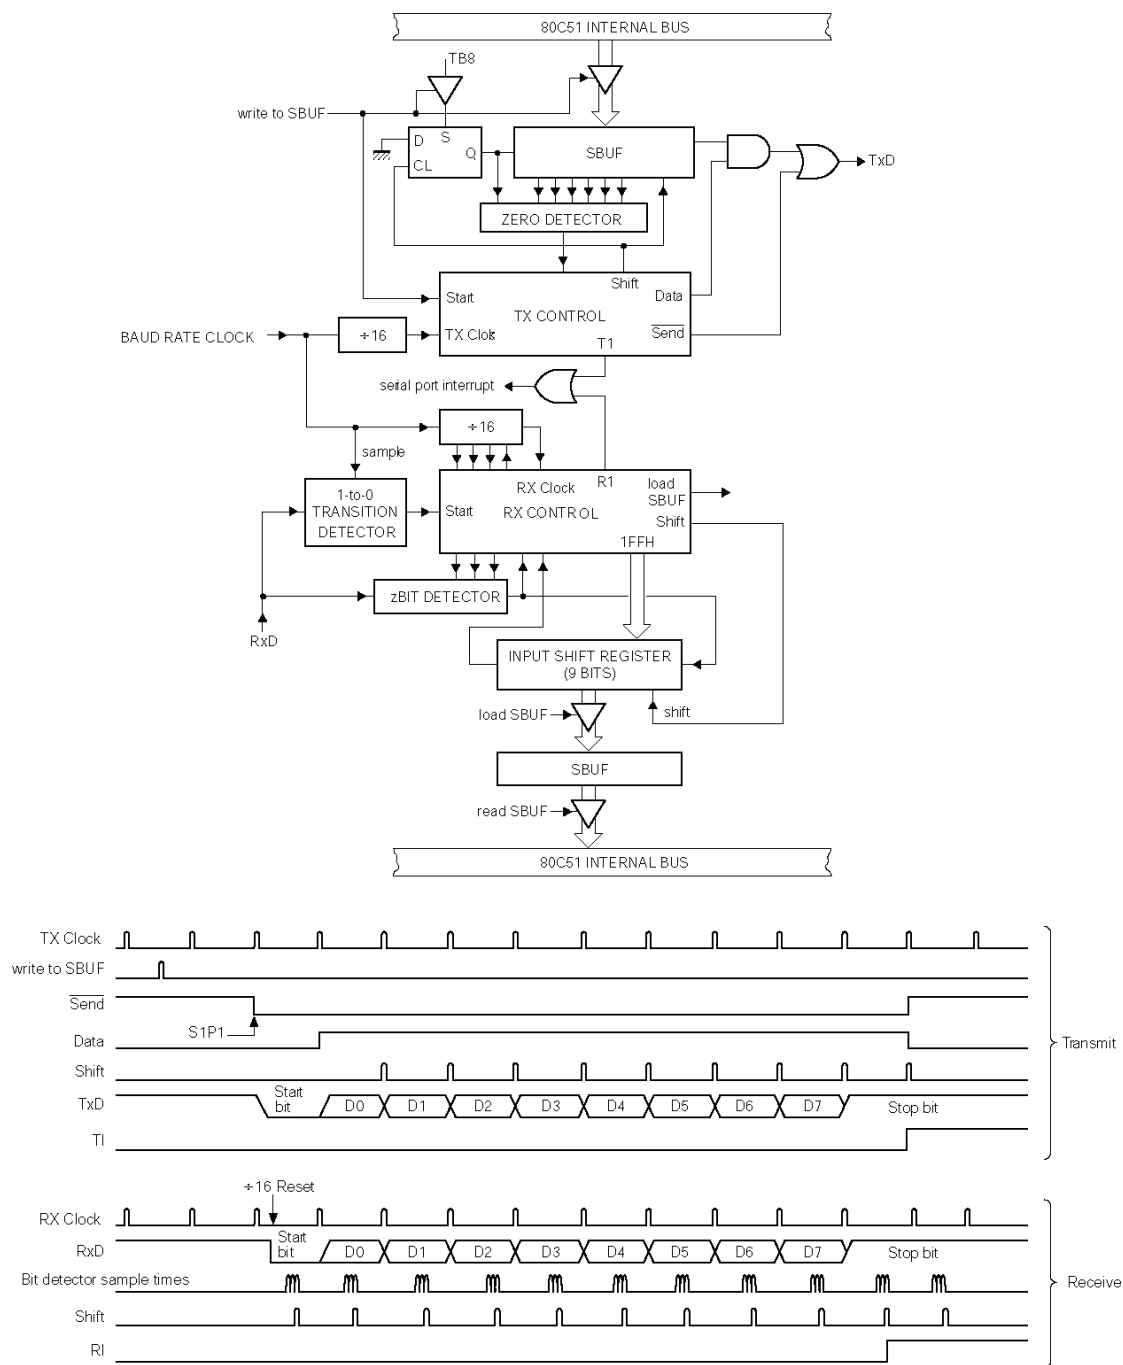 80C51 INTERNAL BUS
TB8
write to SBUF
D
S
Q
CL
SBUF
TxD
ZERO DETECTOR
Shift
Start
Data
TX CONTROL
BAUD RATE CLOCK
÷16
TX Clok
Send
T1
serial port interrupt
÷16
sample
1-to-0
TRANSITION
DETECTOR
RX Clock
R1
load
SBUF
Start
RX CONTROL
Shift
1FFH
zBIT DETECTOR
RxD
INPUT SHIFT REGISTER
(9 BITS)
load SBUF
shift
SBUF
read SBUF
80C51 INTERNAL BUS
TX Clock
write to SBUF
Send
S1P1
Data
Transmit
Shift
TxD
Start
bit
D0 D1 D2 D3 D4 D5 D6 D7 Stop bit
TI
÷16 Reset
RX Clock
RxD
Start
bit
D0 D1 D2 D3 D4 D5 D6 D7 Stop bit
Bit detector sample times
Receive
Shift
RI